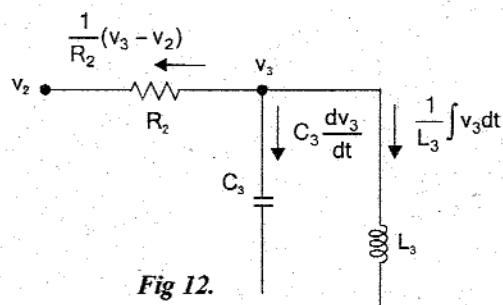 1/R₂ (v₃ – v₂)
v₂
v₃
R₂
C₃ dv₃/dt
1/L₃ ∫ v₃dt
C₃
L₃
Fig 12.